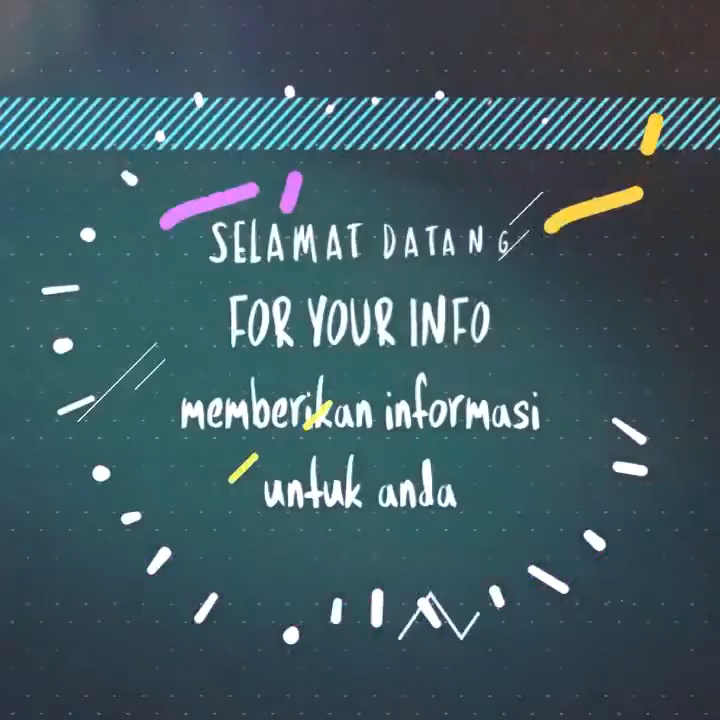 SELAMAT DATANG
FOR YOUR INFO
memberikan informasi
untuk anda